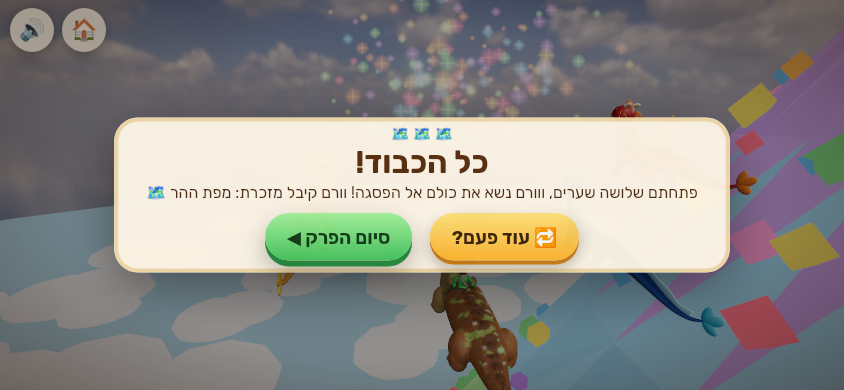 כל הכבוד!
פתחתם שלושה שערים, ווורם נשא את כולם אל הפסגה! וורם קיבל מזכרת: מפת ההר 🗺️
🔁 עוד פעם?
סיום הפרק ◀